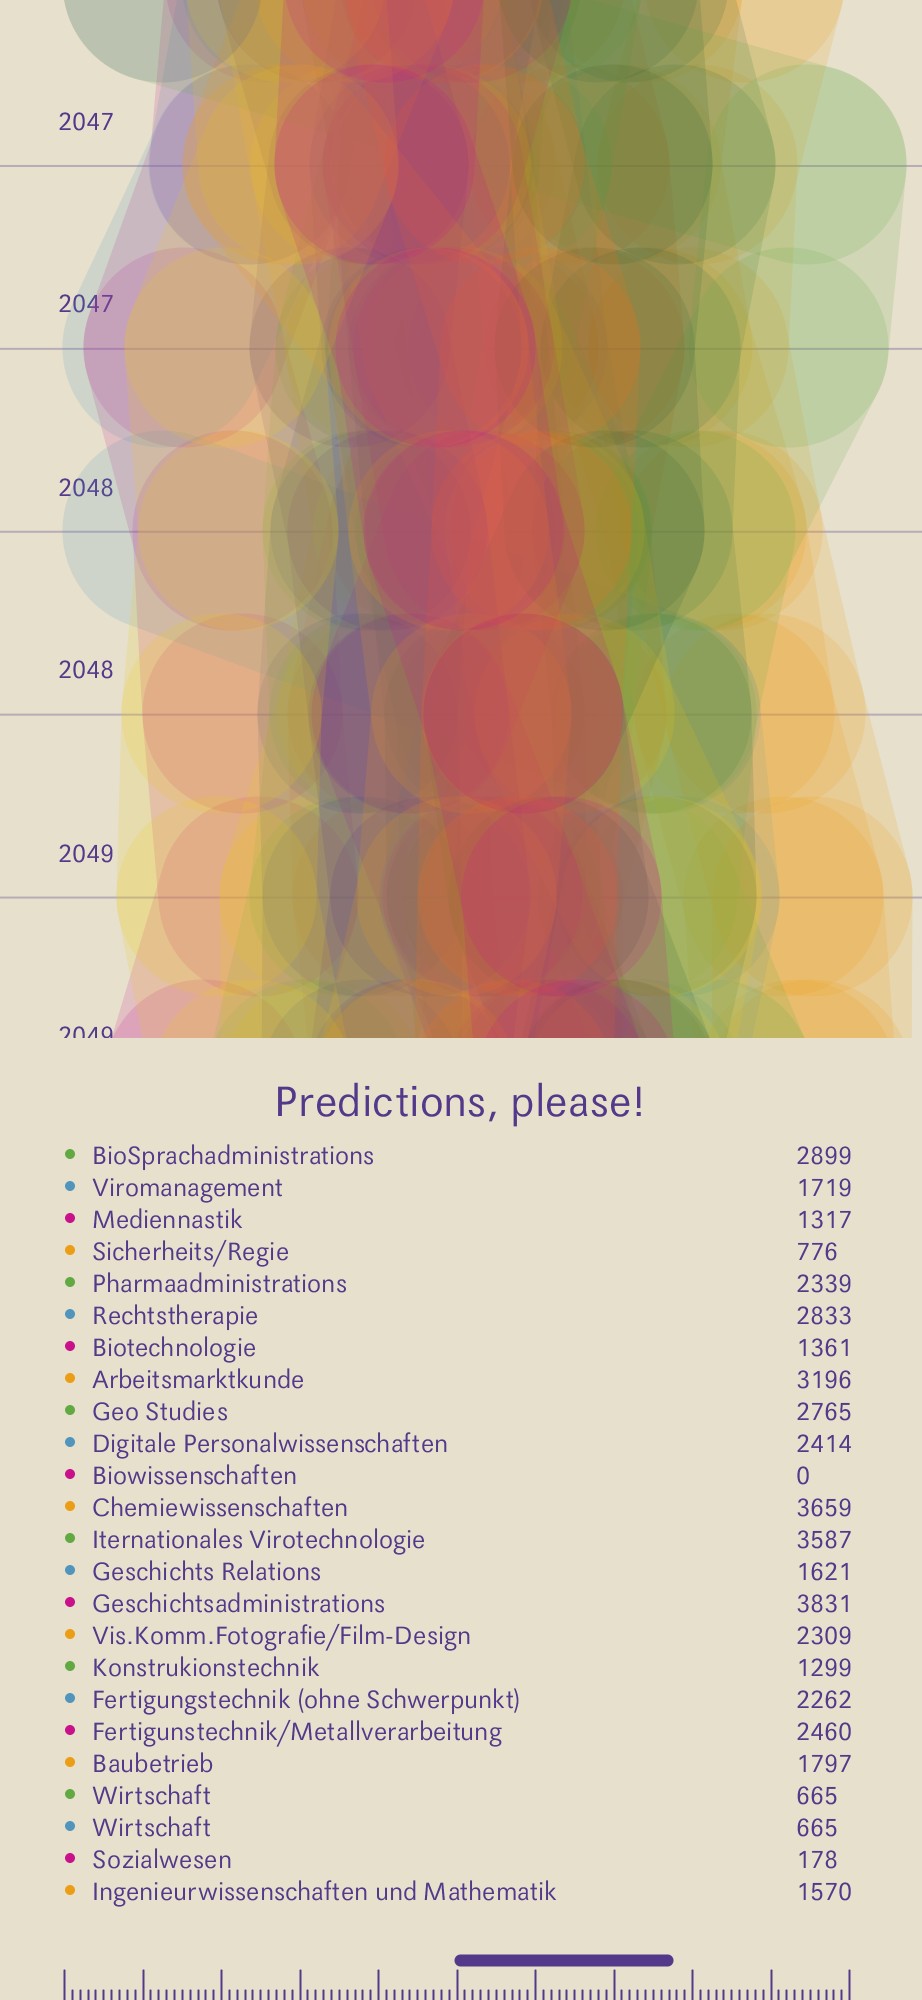 2047
2047
2048
2048
2049
2049
Predictions, please!
BioSprachadministrations 2899
Viromanagement 1719
Mediennastik 1317
Sicherheits/Regie 776
Pharmaadministrations 2339
Rechtstherapie 2833
Biotechnologie 1361
Arbeitsmarktkunde 3196
Geo Studies 2765
Digitale Personalwissenschaften 2414
Biowissenschaften 0
Chemiewissenschaften 3659
Iternationales Virotechnologie 3587
Geschichts Relations 1621
Geschichtsadministrations 3831
Vis.Komm.Fotografie/Film-Design 2309
Konstrukionstechnik 1299
Fertigungstechnik (ohne Schwerpunkt) 2262
Fertigunstechnik/Metallverarbeitung 2460
Baubetrieb 1797
Wirtschaft 665
Wirtschaft 665
Sozialwesen 178
Ingenieurwissenschaften und Mathematik 1570